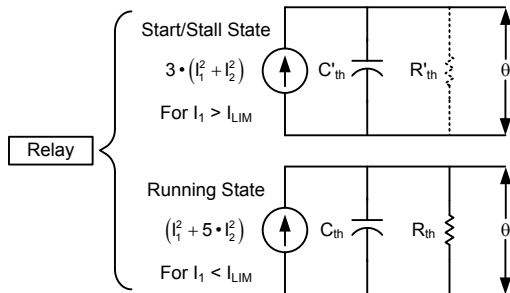 Start/Stall State
3•(I₁² + I₂²)
For I₁ > I_LIM
C'th
R'th
θ
Relay
Running State
(I₁² + 5•I₂²)
For I₁ < I_LIM
Cth
Rth
θ